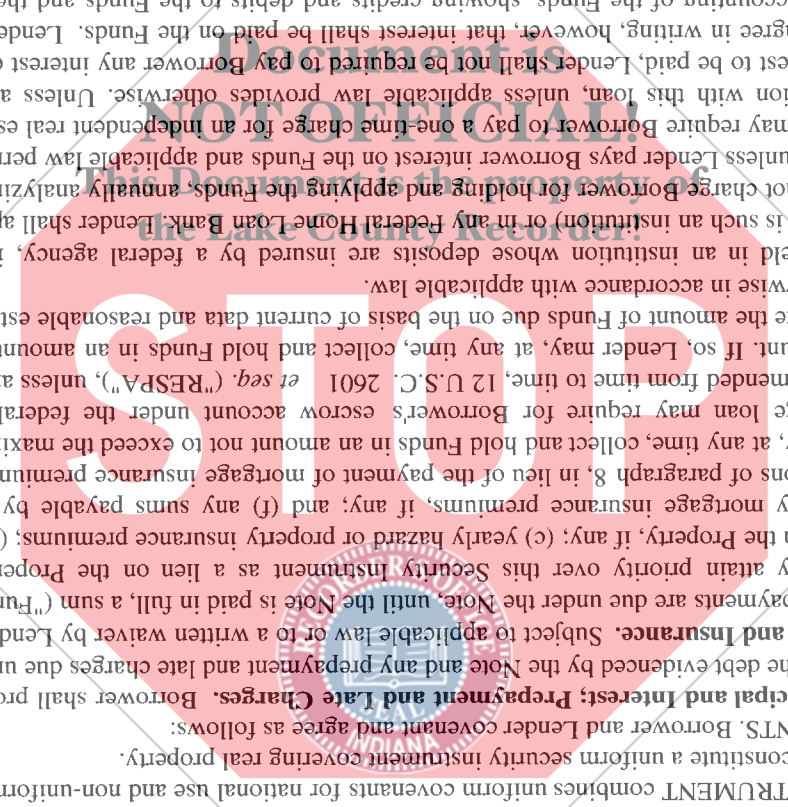 Document is
NOT OFFICIAL!
This Document is the property of
the Lake County Recorder!
STOP
RECORDER OFFICE
SEAL
INDIANA
TRUMENT combines uniform covenants for national use and non-uniform
constitute a uniform security instrument covering real property.
NTS. Borrower and Lender covenant and agree as follows:
cipal and Interest; Prepayment and Late Charges. Borrower shall pro
he debt evidenced by the Note and any prepayment and late charges due un
and Insurance. Subject to applicable law or to a written waiver by Lend
payments are due under the Note, until the Note is paid in full, a sum ("Fun
y attain priority over this Security Instrument as a lien on the Proper
n the Property, if any; (c) yearly hazard or property insurance premiums; (
y mortgage insurance premiums, if any; and (f) any sums payable by
ons of paragraph 8, in lieu of the payment of mortgage insurance premium
, at any time, collect and hold Funds in an amount not to exceed the maxi
ge loan may require for Borrower's escrow account under the federal
mended from time to time, 12 U.S.C. 2601 et seq. ("RESPA"), unless a
unt. If so, Lender may, at any time, collect and hold Funds in an amount
te the amount of Funds due on the basis of current data and reasonable est
rwise in accordance with applicable law.
eld in an institution whose deposits are insured by a federal agency, i
is such an institution) or in any Federal Home Loan Bank. Lender shall ap
not charge Borrower for holding and applying the Funds, annually analyzin
unless Lender pays Borrower interest on the Funds and applicable law perm
may require Borrower to pay a one-time charge for an independent real es
tion with this loan, unless applicable law provides otherwise. Unless a
est to be paid, Lender shall not be required to pay Borrower any interest o
agree in writing, however, that interest shall be paid on the Funds. Lender
accounting of the Funds, showing credits and debits to the Funds and the